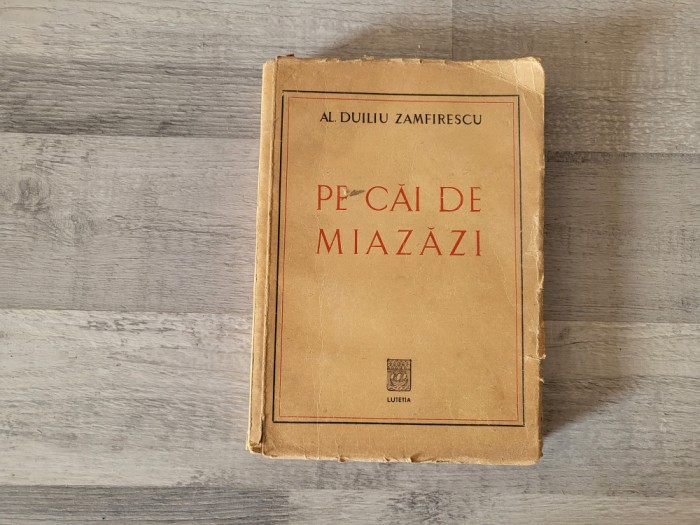 AL. DUILIU ZAMFIRESCU
PE CĂI DE
MIAZĂZI
LUTETIA